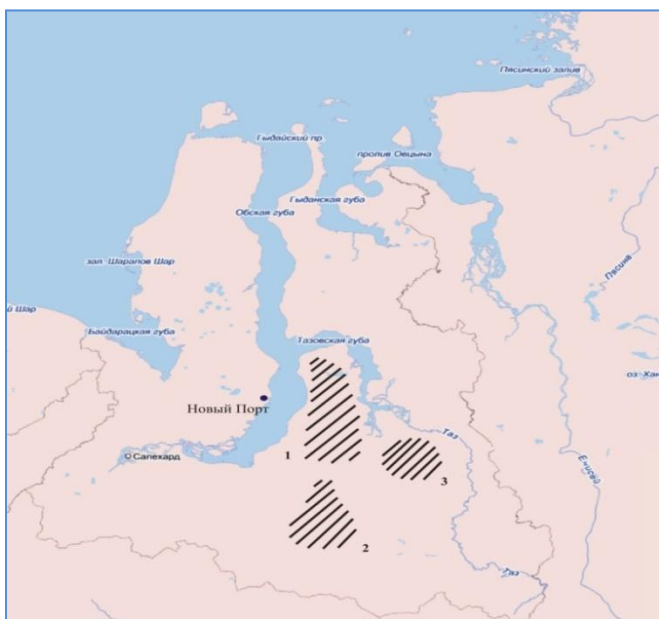 Пясинский залив
Гыдайский пр.
пролив Овцына
Гыданская губа
Обская губа
зал. Шарапов Шар
Пясина
й Шар
Байдарацкая губа
Тазовская губа
оз. Хан
Новый Порт
Таз
Салехард
1
3
Енисей
2
Таз